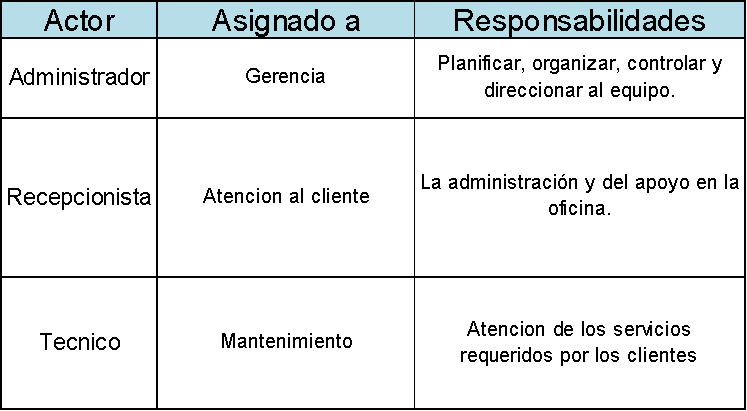 Actor Asignado a Responsabilidades
Administrador Gerencia Planificar, organizar, controlar y
direccionar al equipo.
Recepcionista Atencion al cliente La administración y del apoyo en la
oficina.
Tecnico Mantenimiento Atencion de los servicios
requeridos por los clientes